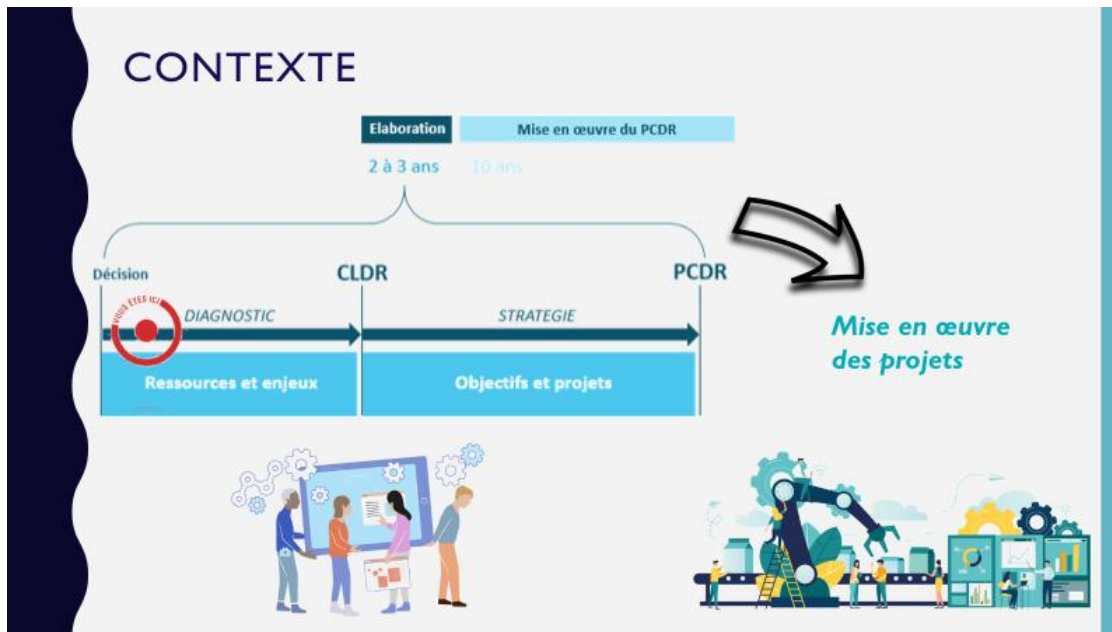 CONTEXTE
Elaboration
Mise en œuvre du PCDR
2 à 3 ans
10 ans
Décision
CLDR
PCDR
VOUS ETES ICI
DIAGNOSTIC
STRATEGIE
Ressources et enjeux
Objectifs et projets
Mise en œuvre
des projets